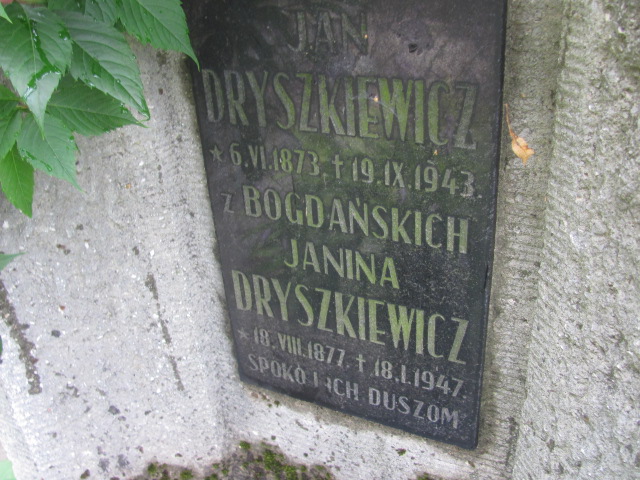 JAN
DRYSZKIEWICZ
* 6.VI.1873, † 19.IX.1943.
z BOGDAŃSKICH
JANINA
DRYSZKIEWICZ
* 18.VIII.1877. † 18.I.1947.
SPOKÓJ ICH DUSZOM